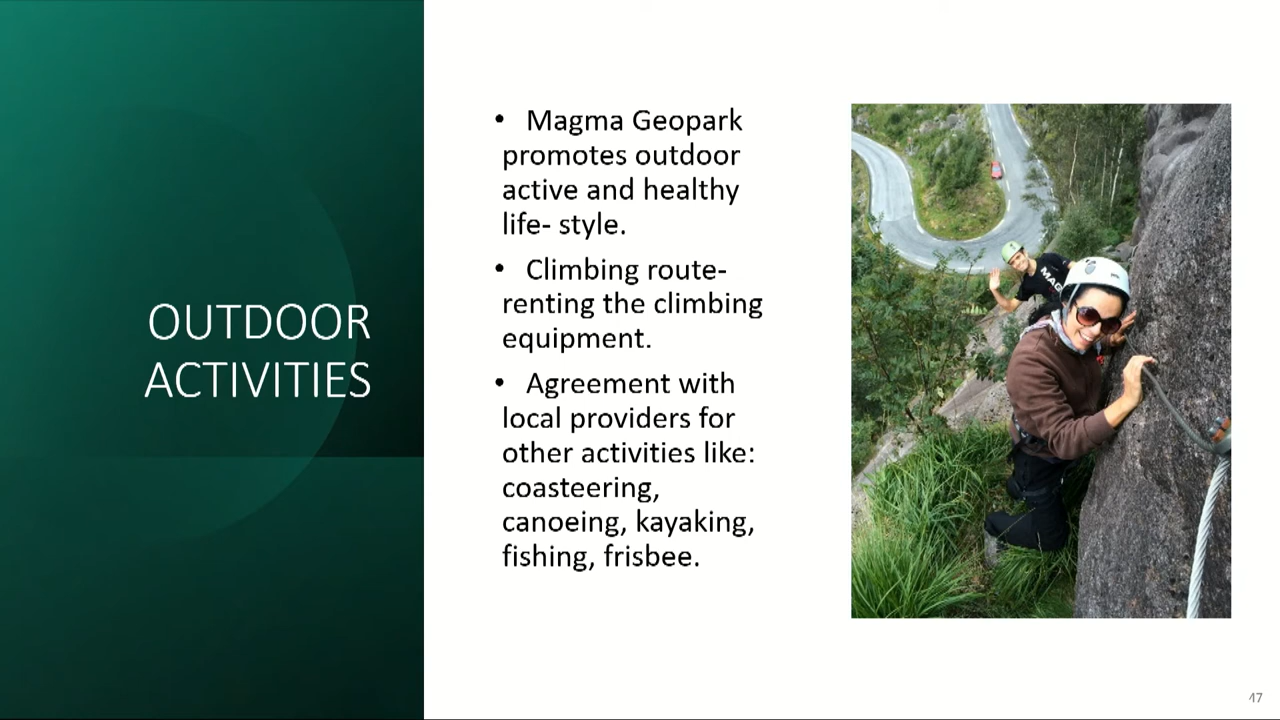 OUTDOOR
ACTIVITIES
• Magma Geopark
promotes outdoor
active and healthy
life- style.
• Climbing route-
renting the climbing
equipment.
• Agreement with
local providers for
other activities like:
coasteering,
canoeing, kayaking,
fishing, frisbee.
MAG
47